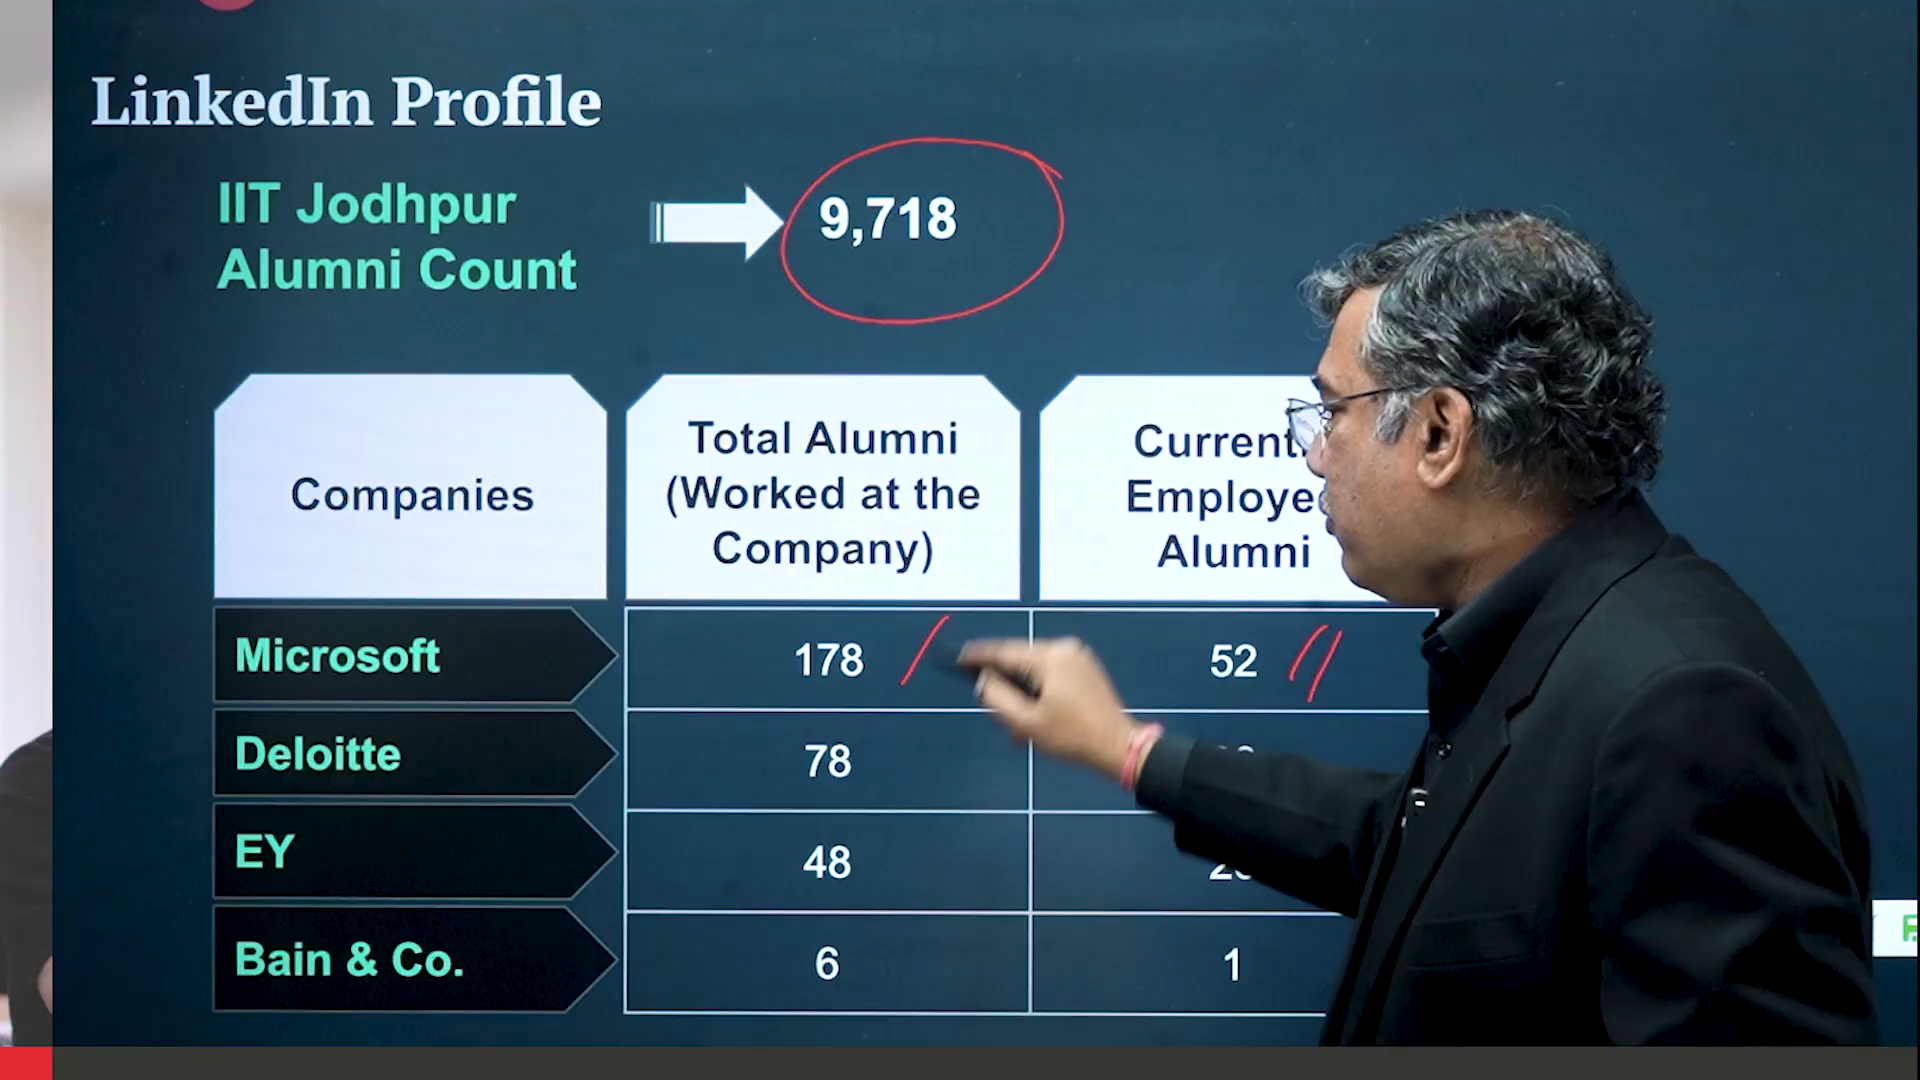 LinkedIn Profile
IIT Jodhpur
Alumni Count
9,718
Companies
Total Alumni
(Worked at the
Company)
Current
Employe
Alumni
Microsoft
178
52
Deloitte
78
EY
48
Bain & Co.
6
1